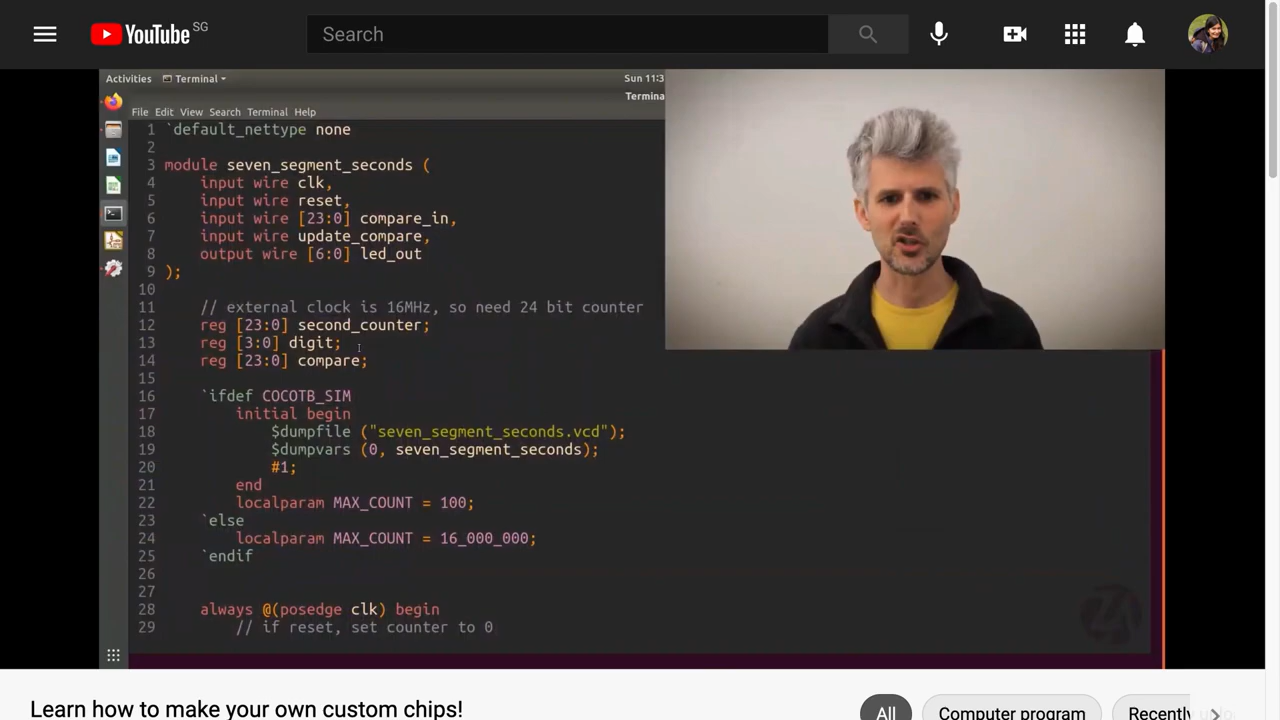 YouTube SG
Search
Activities
Terminal
Sun 11:3
Termina
File Edit View Search Terminal Help
1 `default_nettype none
2
3 module seven_segment_seconds (
4 input wire clk,
5 input wire reset,
6 input wire [23:0] compare_in,
7 input wire update_compare,
8 output wire [6:0] led_out
9 );
10
11 // external clock is 16MHz, so need 24 bit counter
12 reg [23:0] second_counter;
13 reg [3:0] digit;
14 reg [23:0] compare;
15
16 `ifdef COCOTB_SIM
17 initial begin
18 $dumpfile ("seven_segment_seconds.vcd");
19 $dumpvars (0, seven_segment_seconds);
20 #1;
21 end
22 localparam MAX_COUNT = 100;
23 `else
24 localparam MAX_COUNT = 16_000_000;
25 `endif
26
27
28 always @(posedge clk) begin
29 // if reset, set counter to 0
Learn how to make your own custom chips!
All
Computer program
Recently